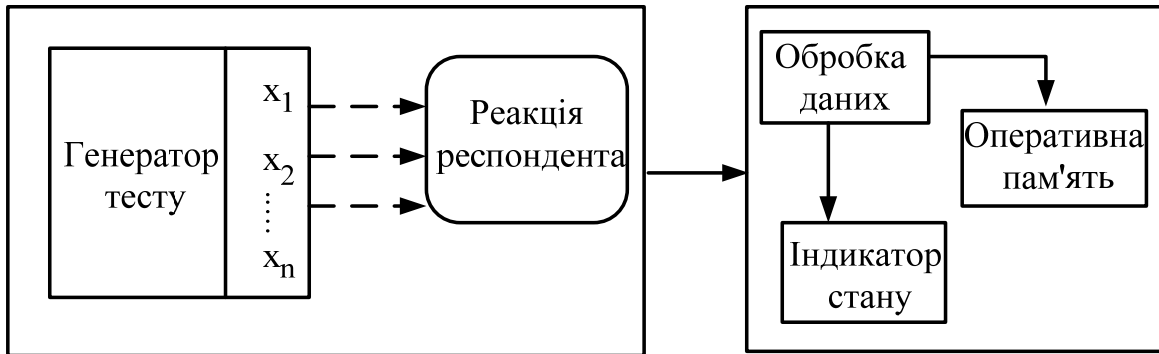 Генератор
тесту
x1
x2
......
xn
Реакція
респондента
Обробка
даних
Оперативна
пам'ять
Індикатор
стану